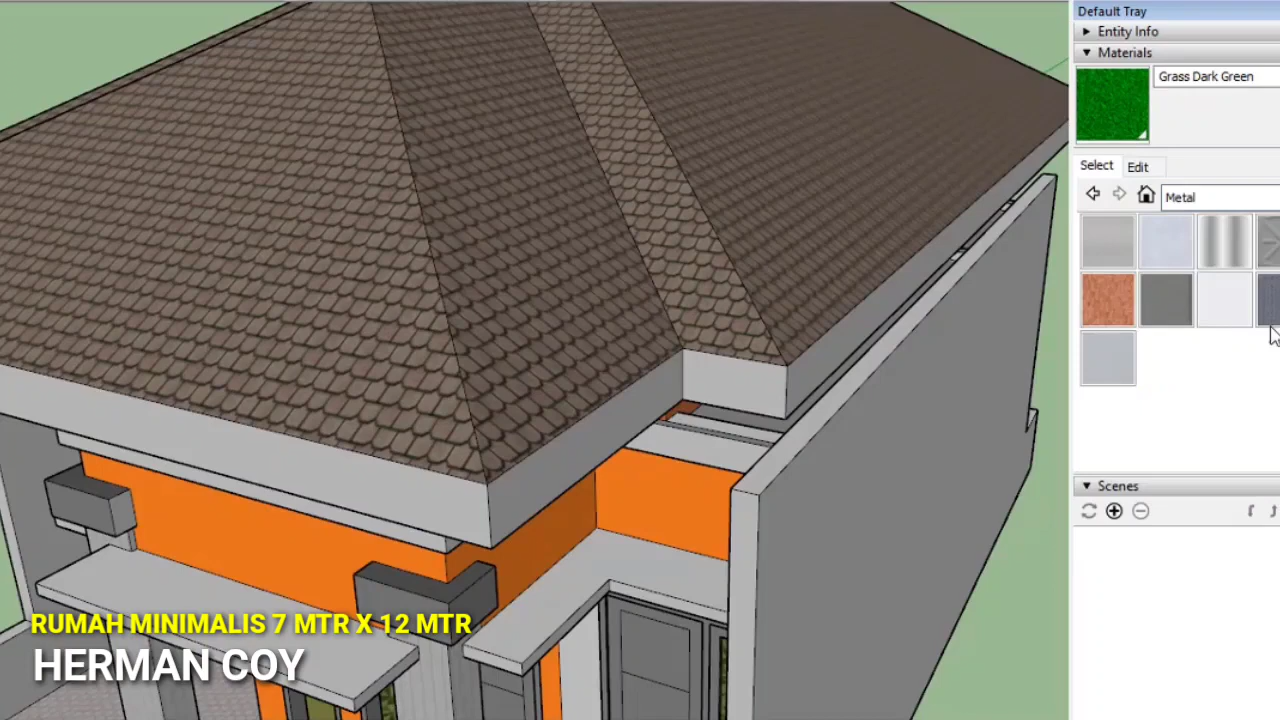 Default Tray
Entity Info
Materials
Grass Dark Green
Select Edit
Metal
Scenes
RUMAH MINIMALIS 7 MTR X 12 MTR
HERMAN COY